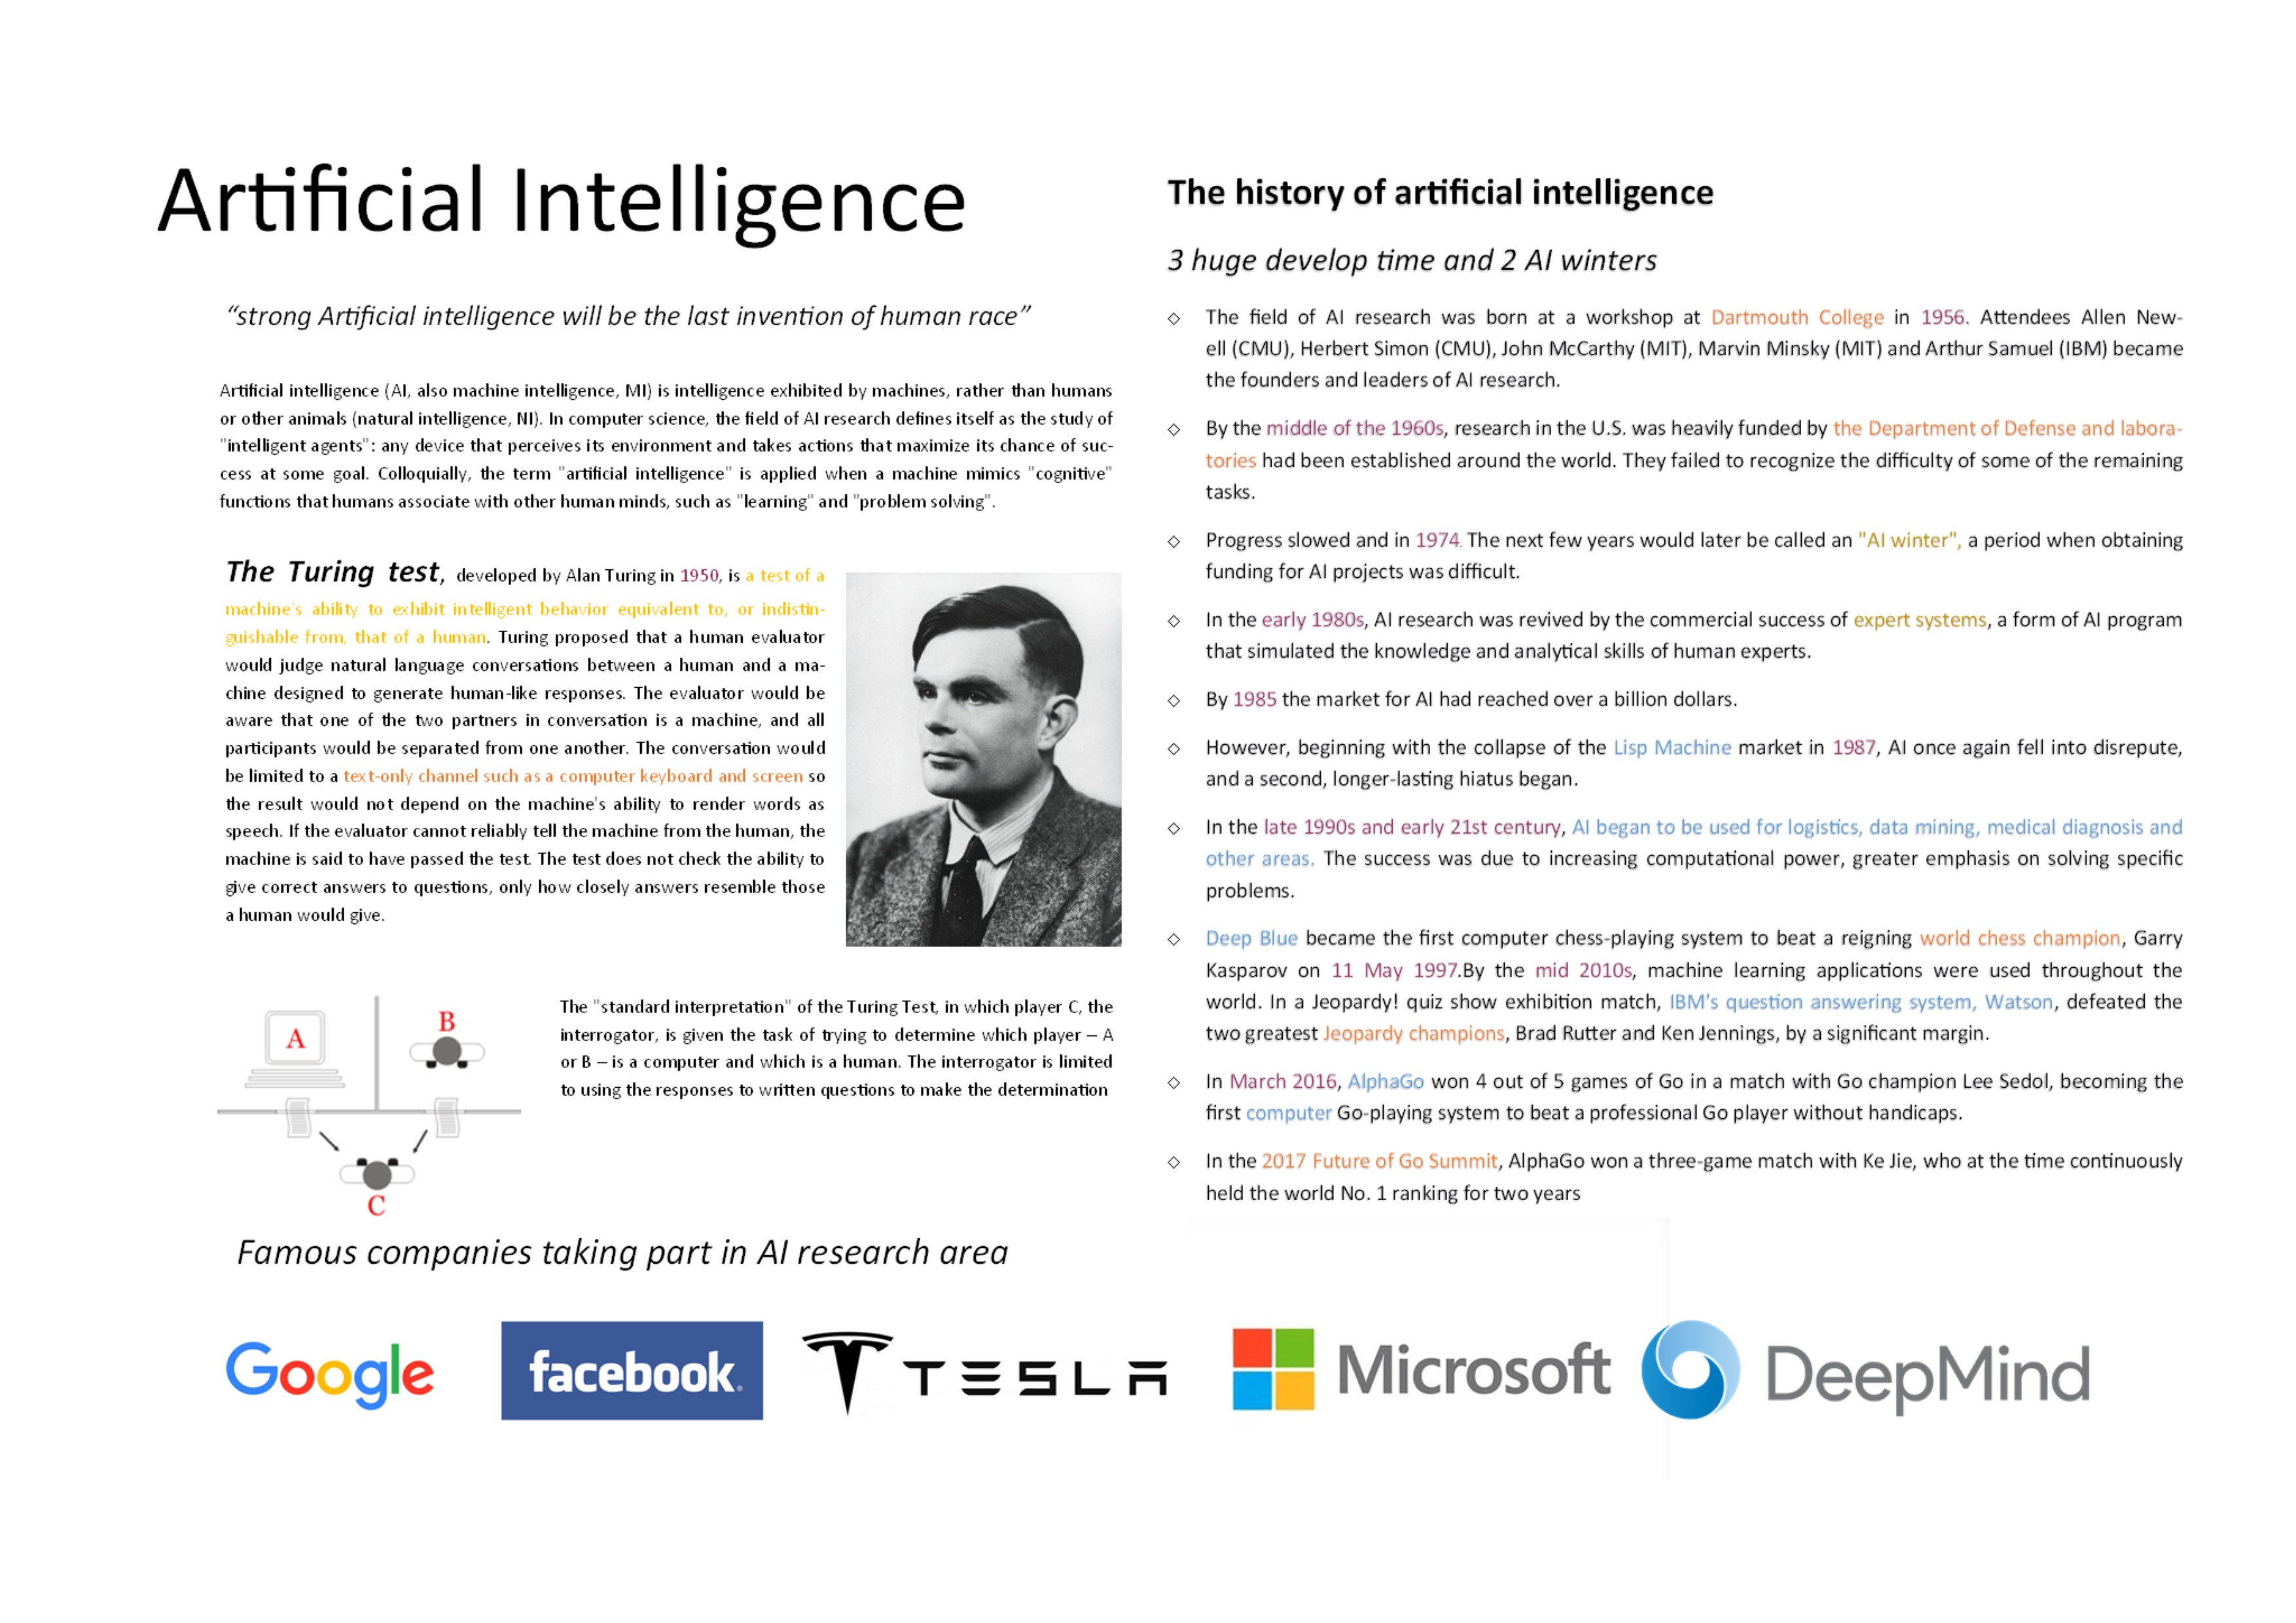 Artificial Intelligence
“strong Artificial intelligence will be the last invention of human race”
Artificial intelligence (AI, also machine intelligence, MI) is intelligence exhibited by machines, rather than humans
or other animals (natural intelligence, NI). In computer science, the field of AI research defines itself as the study of
"intelligent agents": any device that perceives its environment and takes actions that maximize its chance of suc-
cess at some goal. Colloquially, the term "artificial intelligence" is applied when a machine mimics "cognitive"
functions that humans associate with other human minds, such as "learning" and "problem solving".
The Turing test, developed by Alan Turing in 1950, is a test of a
machine's ability to exhibit intelligent behavior equivalent to, or indistin-
guishable from, that of a human. Turing proposed that a human evaluator
would judge natural language conversations between a human and a ma-
chine designed to generate human-like responses. The evaluator would be
aware that one of the two partners in conversation is a machine, and all
participants would be separated from one another. The conversation would
be limited to a text-only channel such as a computer keyboard and screen so
the result would not depend on the machine's ability to render words as
speech. If the evaluator cannot reliably tell the machine from the human, the
machine is said to have passed the test. The test does not check the ability to
give correct answers to questions, only how closely answers resemble those
a human would give.
A
B
C
The "standard interpretation" of the Turing Test, in which player C, the
interrogator, is given the task of trying to determine which player – A
or B – is a computer and which is a human. The interrogator is limited
to using the responses to written questions to make the determination
The history of artificial intelligence
3 huge develop time and 2 AI winters
◇ The field of AI research was born at a workshop at Dartmouth College in 1956. Attendees Allen New-
ell (CMU), Herbert Simon (CMU), John McCarthy (MIT), Marvin Minsky (MIT) and Arthur Samuel (IBM) became
the founders and leaders of AI research.
◇ By the middle of the 1960s, research in the U.S. was heavily funded by the Department of Defense and labora-
tories had been established around the world. They failed to recognize the difficulty of some of the remaining
tasks.
◇ Progress slowed and in 1974. The next few years would later be called an "AI winter", a period when obtaining
funding for AI projects was difficult.
◇ In the early 1980s, AI research was revived by the commercial success of expert systems, a form of AI program
that simulated the knowledge and analytical skills of human experts.
◇ By 1985 the market for AI had reached over a billion dollars.
◇ However, beginning with the collapse of the Lisp Machine market in 1987, AI once again fell into disrepute,
and a second, longer-lasting hiatus began.
◇ In the late 1990s and early 21st century, AI began to be used for logistics, data mining, medical diagnosis and
other areas. The success was due to increasing computational power, greater emphasis on solving specific
problems.
◇ Deep Blue became the first computer chess-playing system to beat a reigning world chess champion, Garry
Kasparov on 11 May 1997.By the mid 2010s, machine learning applications were used throughout the
world. In a Jeopardy! quiz show exhibition match, IBM's question answering system, Watson, defeated the
two greatest Jeopardy champions, Brad Rutter and Ken Jennings, by a significant margin.
◇ In March 2016, AlphaGo won 4 out of 5 games of Go in a match with Go champion Lee Sedol, becoming the
first computer Go-playing system to beat a professional Go player without handicaps.
◇ In the 2017 Future of Go Summit, AlphaGo won a three-game match with Ke Jie, who at the time continuously
held the world No. 1 ranking for two years
Famous companies taking part in AI research area
Google
facebook.
TESLA
Microsoft
DeepMind